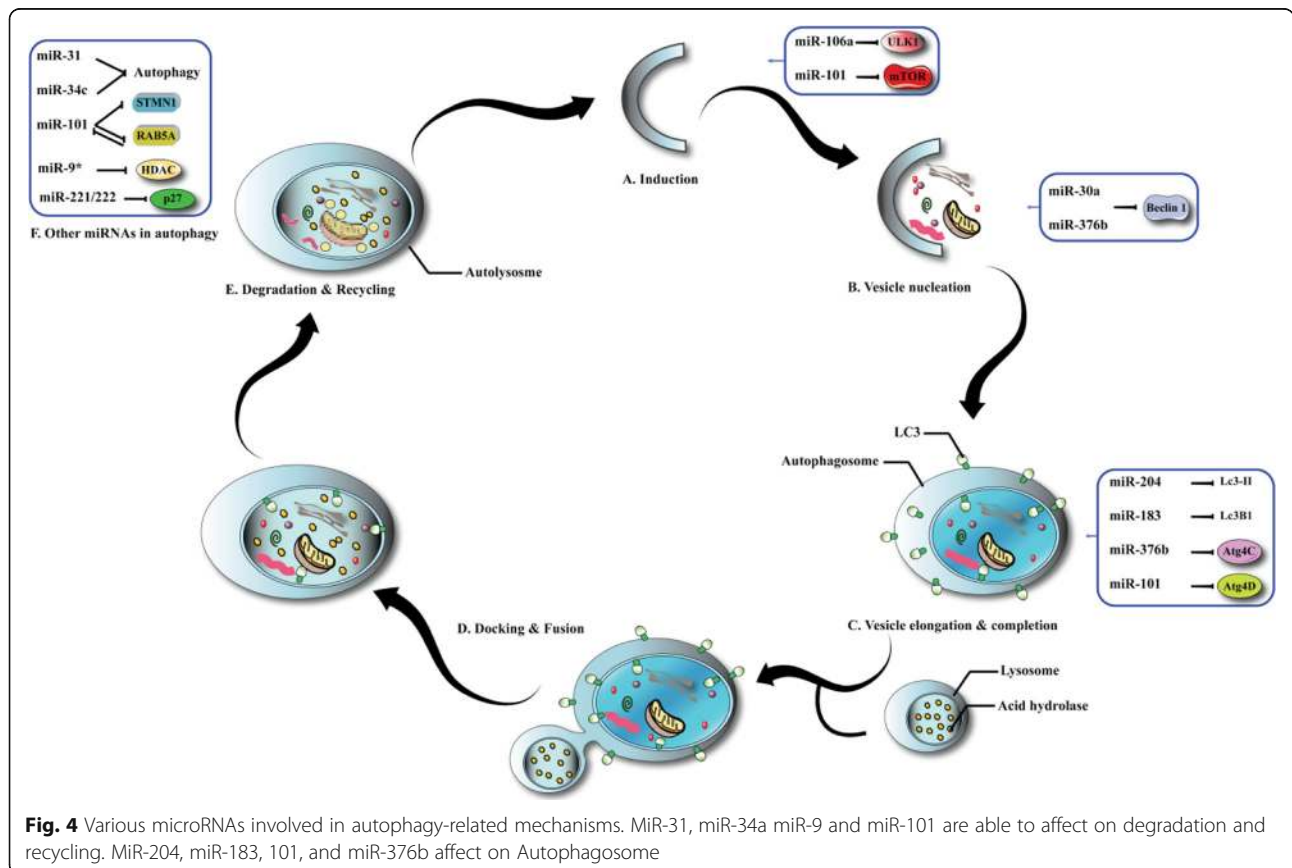 miR-31
miR-34c
Autophagy
miR-101
STMN1
RAB5A
miR-9*
HDAC
miR-221/222
p27
F. Other miRNAs in autophagy
miR-106a
ULK1
miR-101
mTOR
A. Induction
miR-30a
miR-376b
Beclin 1
B. Vesicle nucleation
LC3
Autophagosome
miR-204
Lc3-II
miR-183
Lc3B1
miR-376b
Atg4C
miR-101
Atg4D
C. Vesicle elongation & completion
Lysosome
Acid hydrolase
D. Docking & Fusion
Autolysosme
E. Degradation & Recycling
Fig. 4 Various microRNAs involved in autophagy-related mechanisms. MiR-31, miR-34a miR-9 and miR-101 are able to affect on degradation and
recycling. MiR-204, miR-183, 101, and miR-376b affect on Autophagosome